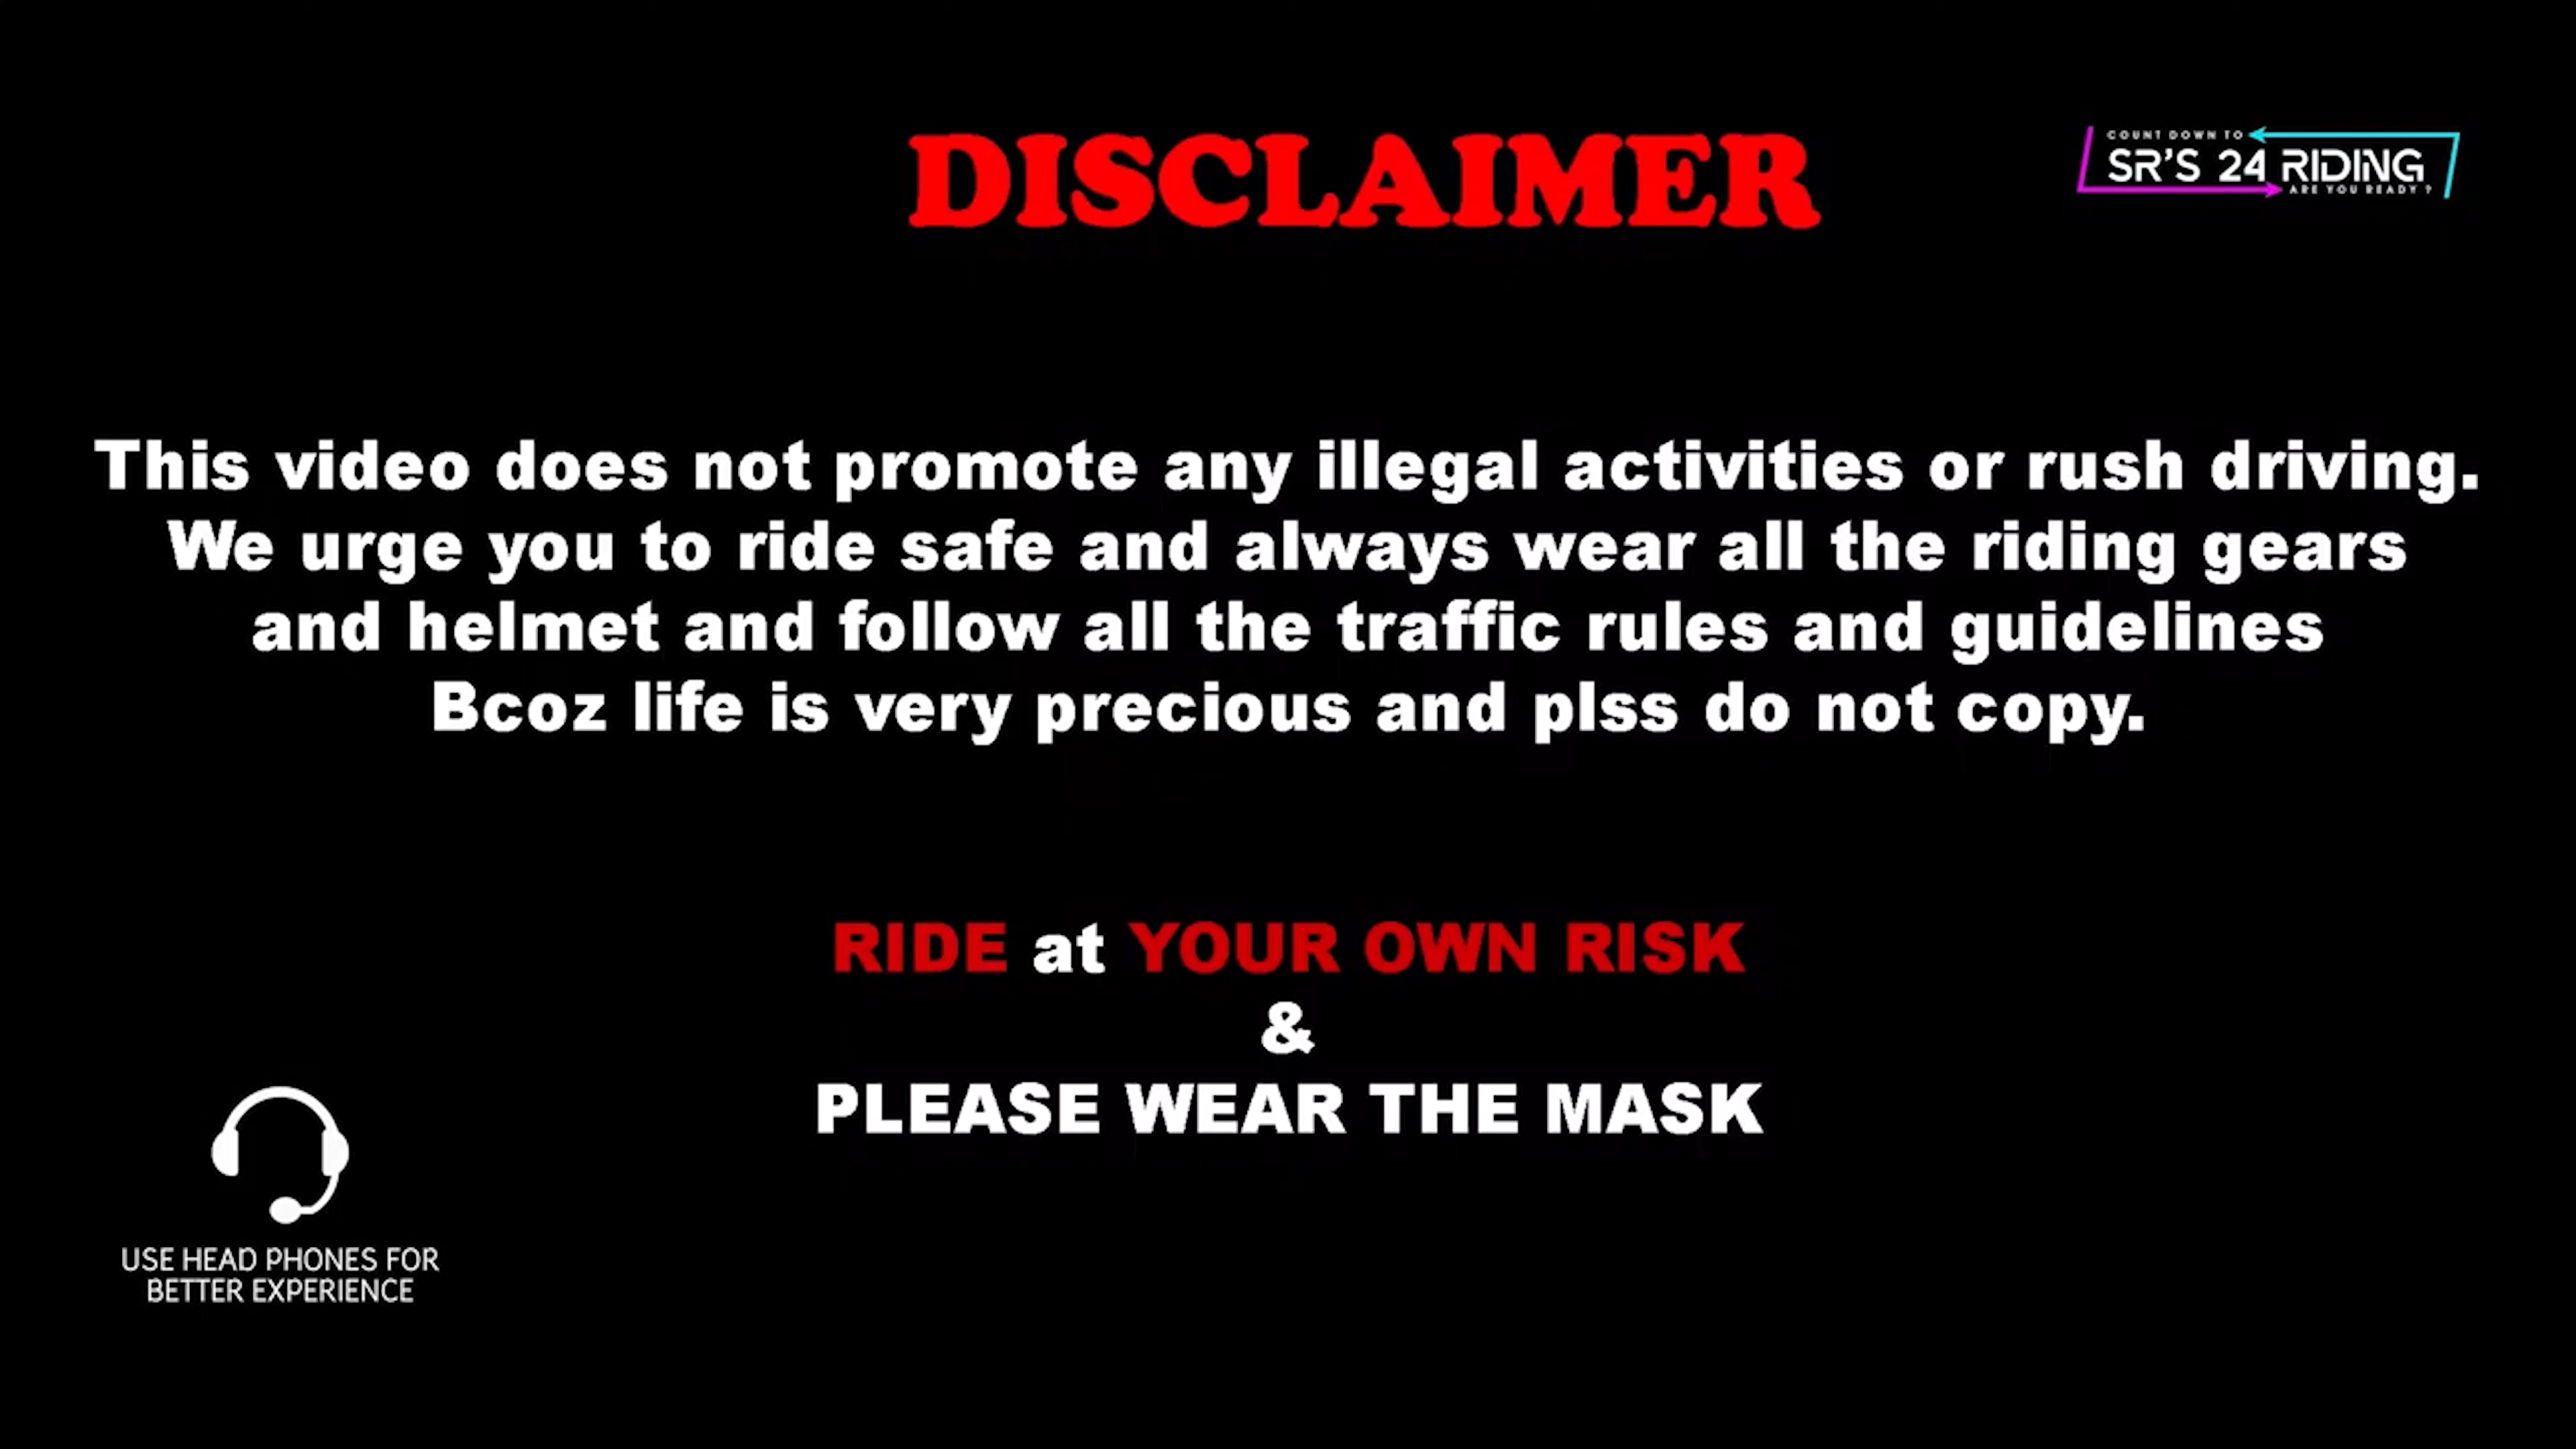 DISCLAIMER
COUNT DOWN TO
SR'S 24 RIDING
ARE YOU READY ?
This video does not promote any illegal activities or rush driving.
We urge you to ride safe and always wear all the riding gears
and helmet and follow all the traffic rules and guidelines
Bcoz life is very precious and plss do not copy.
RIDE at YOUR OWN RISK
&
PLEASE WEAR THE MASK
USE HEAD PHONES FOR
BETTER EXPERIENCE